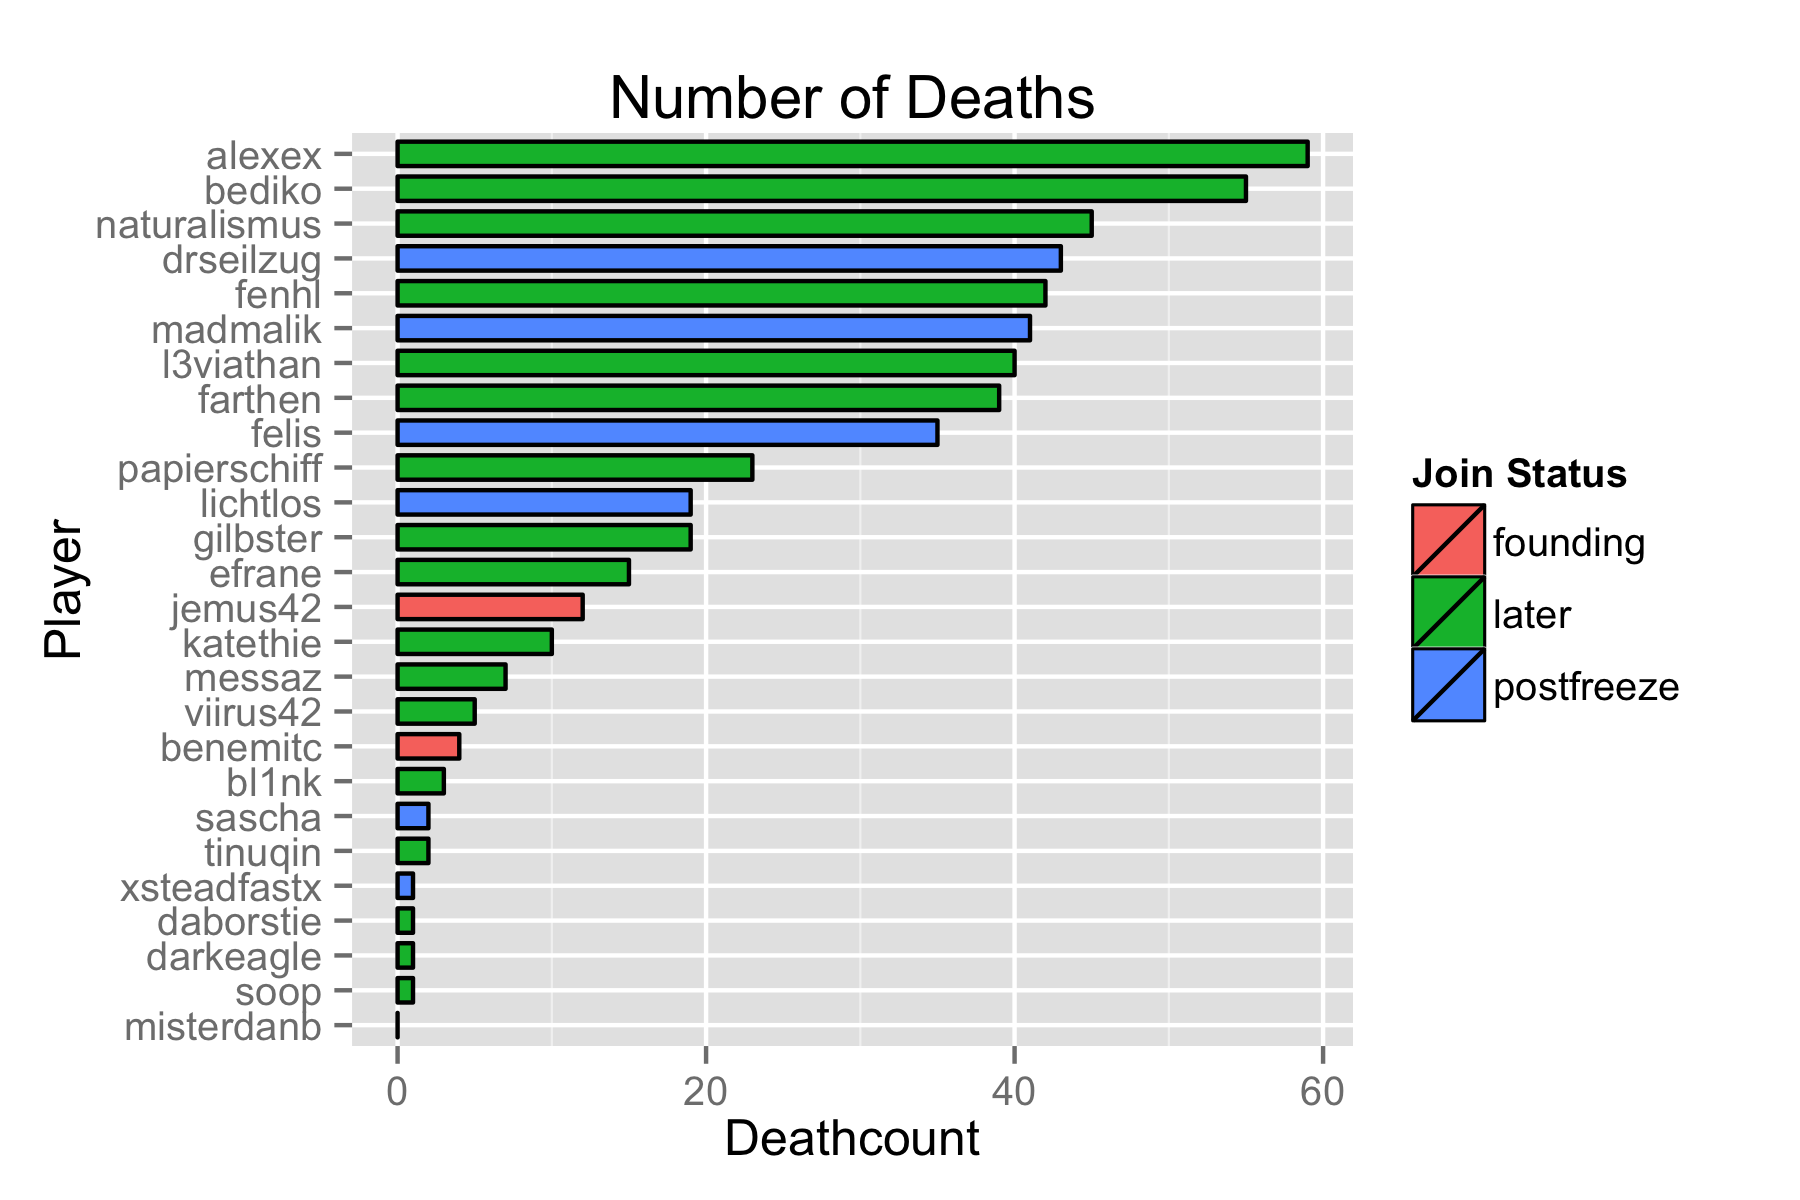 Number of Deaths
alexex
bediko
naturalismus
drseilzug
fenhl
madmalik
l3viathan
farthen
felis
papierschiff
lichtlos
gilbster
efrane
jemus42
katethie
messaz
viirus42
benemitc
bl1nk
sascha
tinuqin
xsteadfastx
daborstie
darkeagle
soop
misterdanb
Player
0 20 40 60
Deathcount
Join Status
founding
later
postfreeze